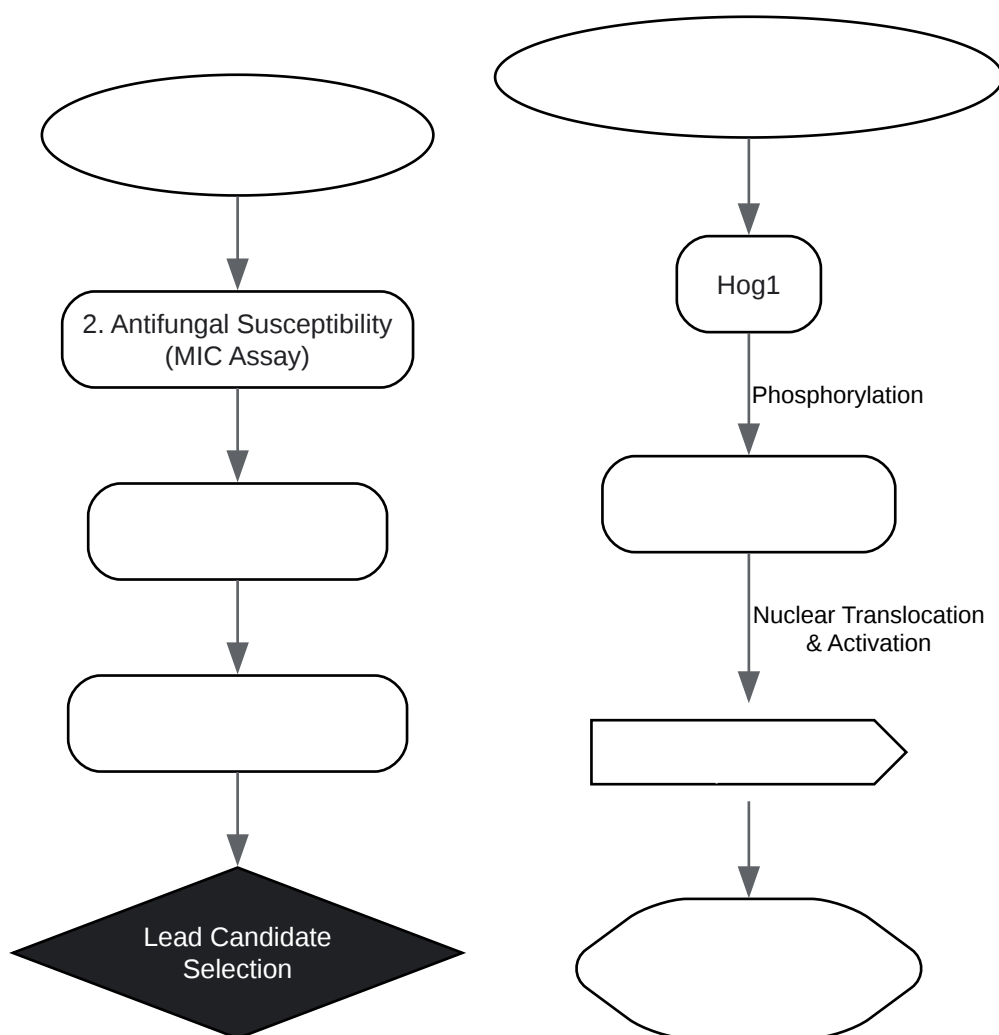 2. Antifungal Susceptibility
(MIC Assay)
Lead Candidate
Selection
Hog1
Phosphorylation
Nuclear Translocation
& Activation